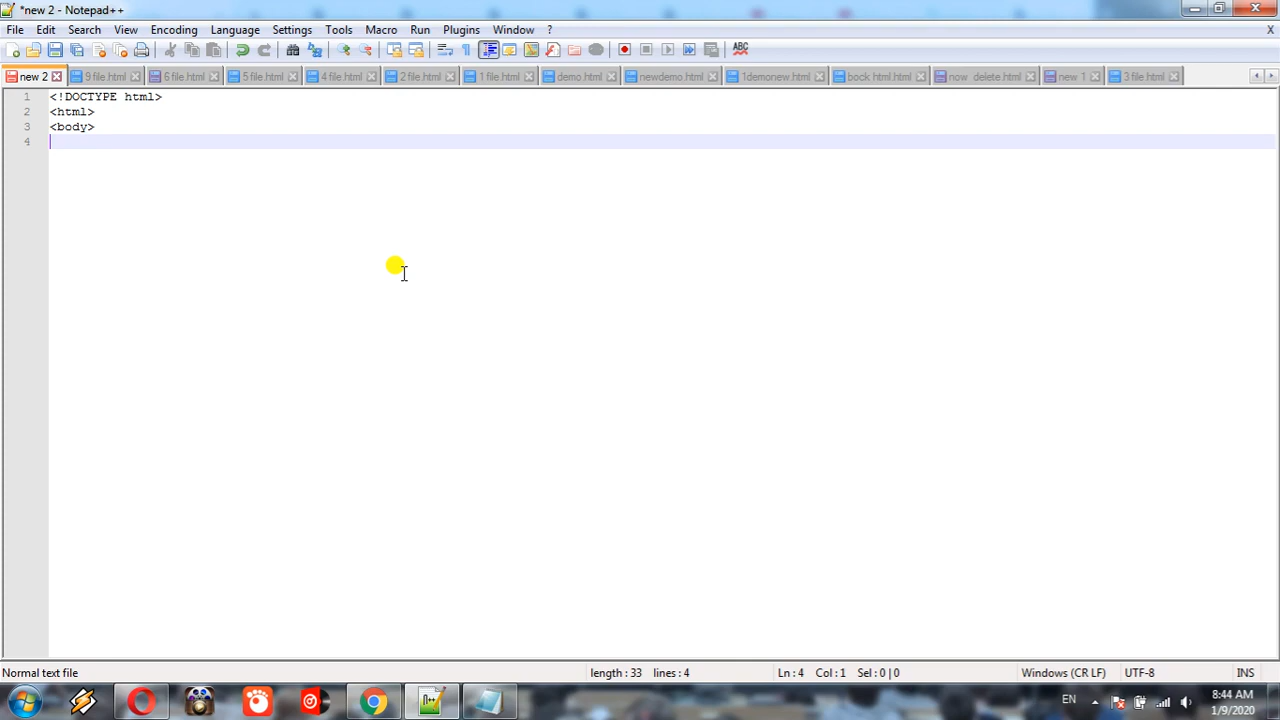 *new 2 - Notepad++
File Edit Search View Encoding Language Settings Tools Macro Run Plugins Window ? X
ABC
new 2 9 file.html 6 file.html 5 file.html 4 file.html 2 file.html 1 file.html demo.html newdemo.html 1demonew.html bock html.html now delete.html new 1 3 file.html
1 <!DOCTYPE html>
2 <html>
3 <body>
4
Normal text file length : 33 lines : 4 Ln : 4 Col : 1 Sel : 0 | 0 Windows (CR LF) UTF-8 INS
EN 8:44 AM
1/9/2020